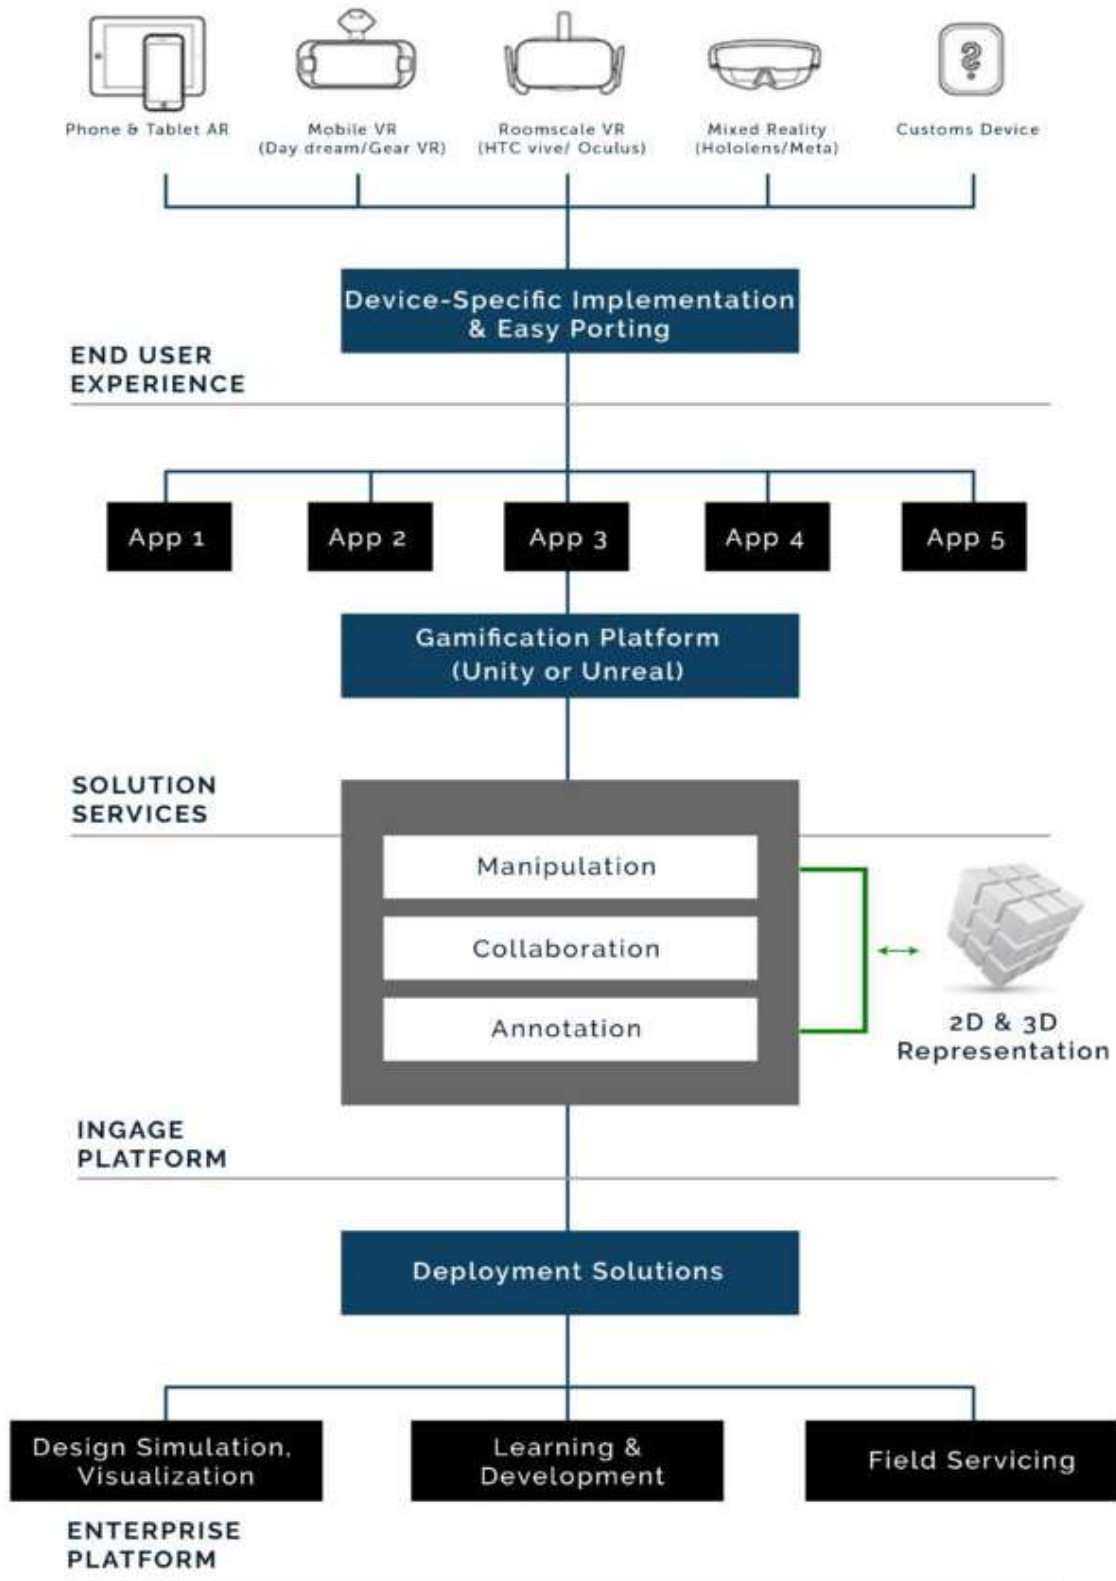 Phone & Tablet AR
Mobile VR
(Day dream/Gear VR)
Roomscale VR
(HTC vive/ Oculus)
Mixed Reality
(Hololens/Meta)
Customs Device
Device-Specific Implementation
& Easy Porting
END USER
EXPERIENCE
App 1
App 2
App 3
App 4
App 5
Gamification Platform
(Unity or Unreal)
SOLUTION
SERVICES
Manipulation
Collaboration
Annotation
2D & 3D
Representation
INGAGE
PLATFORM
Deployment Solutions
Design Simulation,
Visualization
Learning &
Development
Field Servicing
ENTERPRISE
PLATFORM